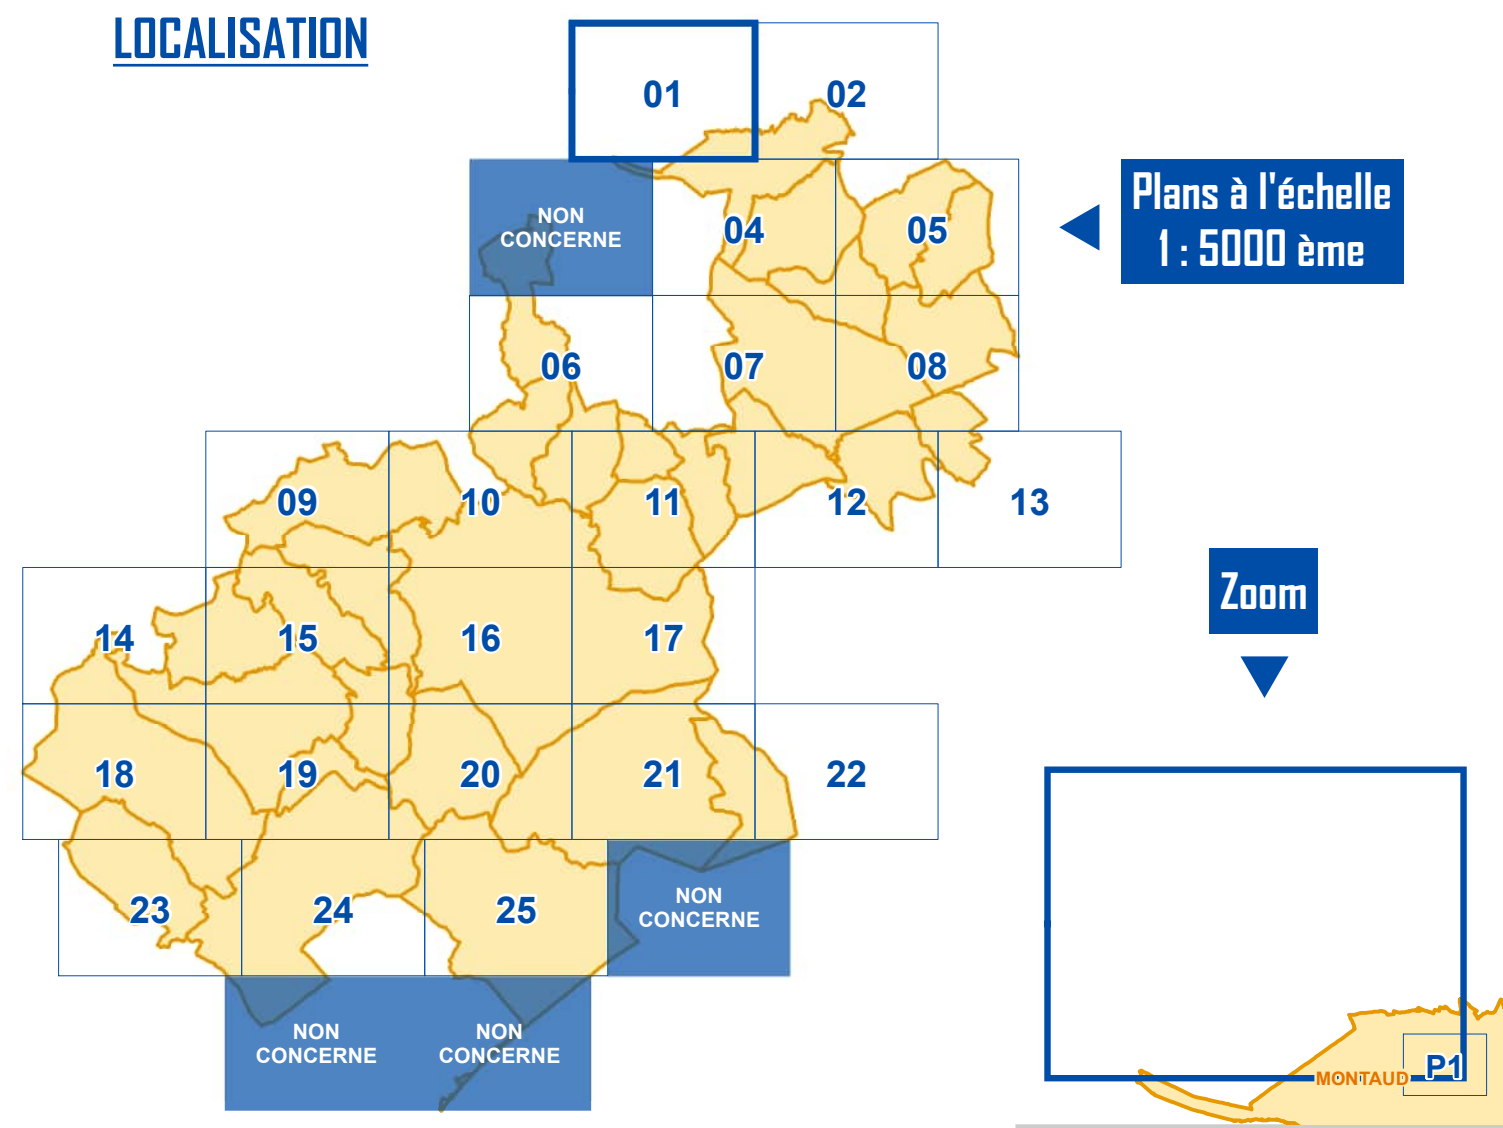 LOCALISATION
01
02
NON
CONCERNE
04
05
Plans à l'échelle
1 : 5000 ème
06
07
08
09
10
11
12
13
Zoom
14
15
16
17
18
19
20
21
22
23
24
25
NON
CONCERNE
NON
CONCERNE
NON
CONCERNE
MONTAUD
P1